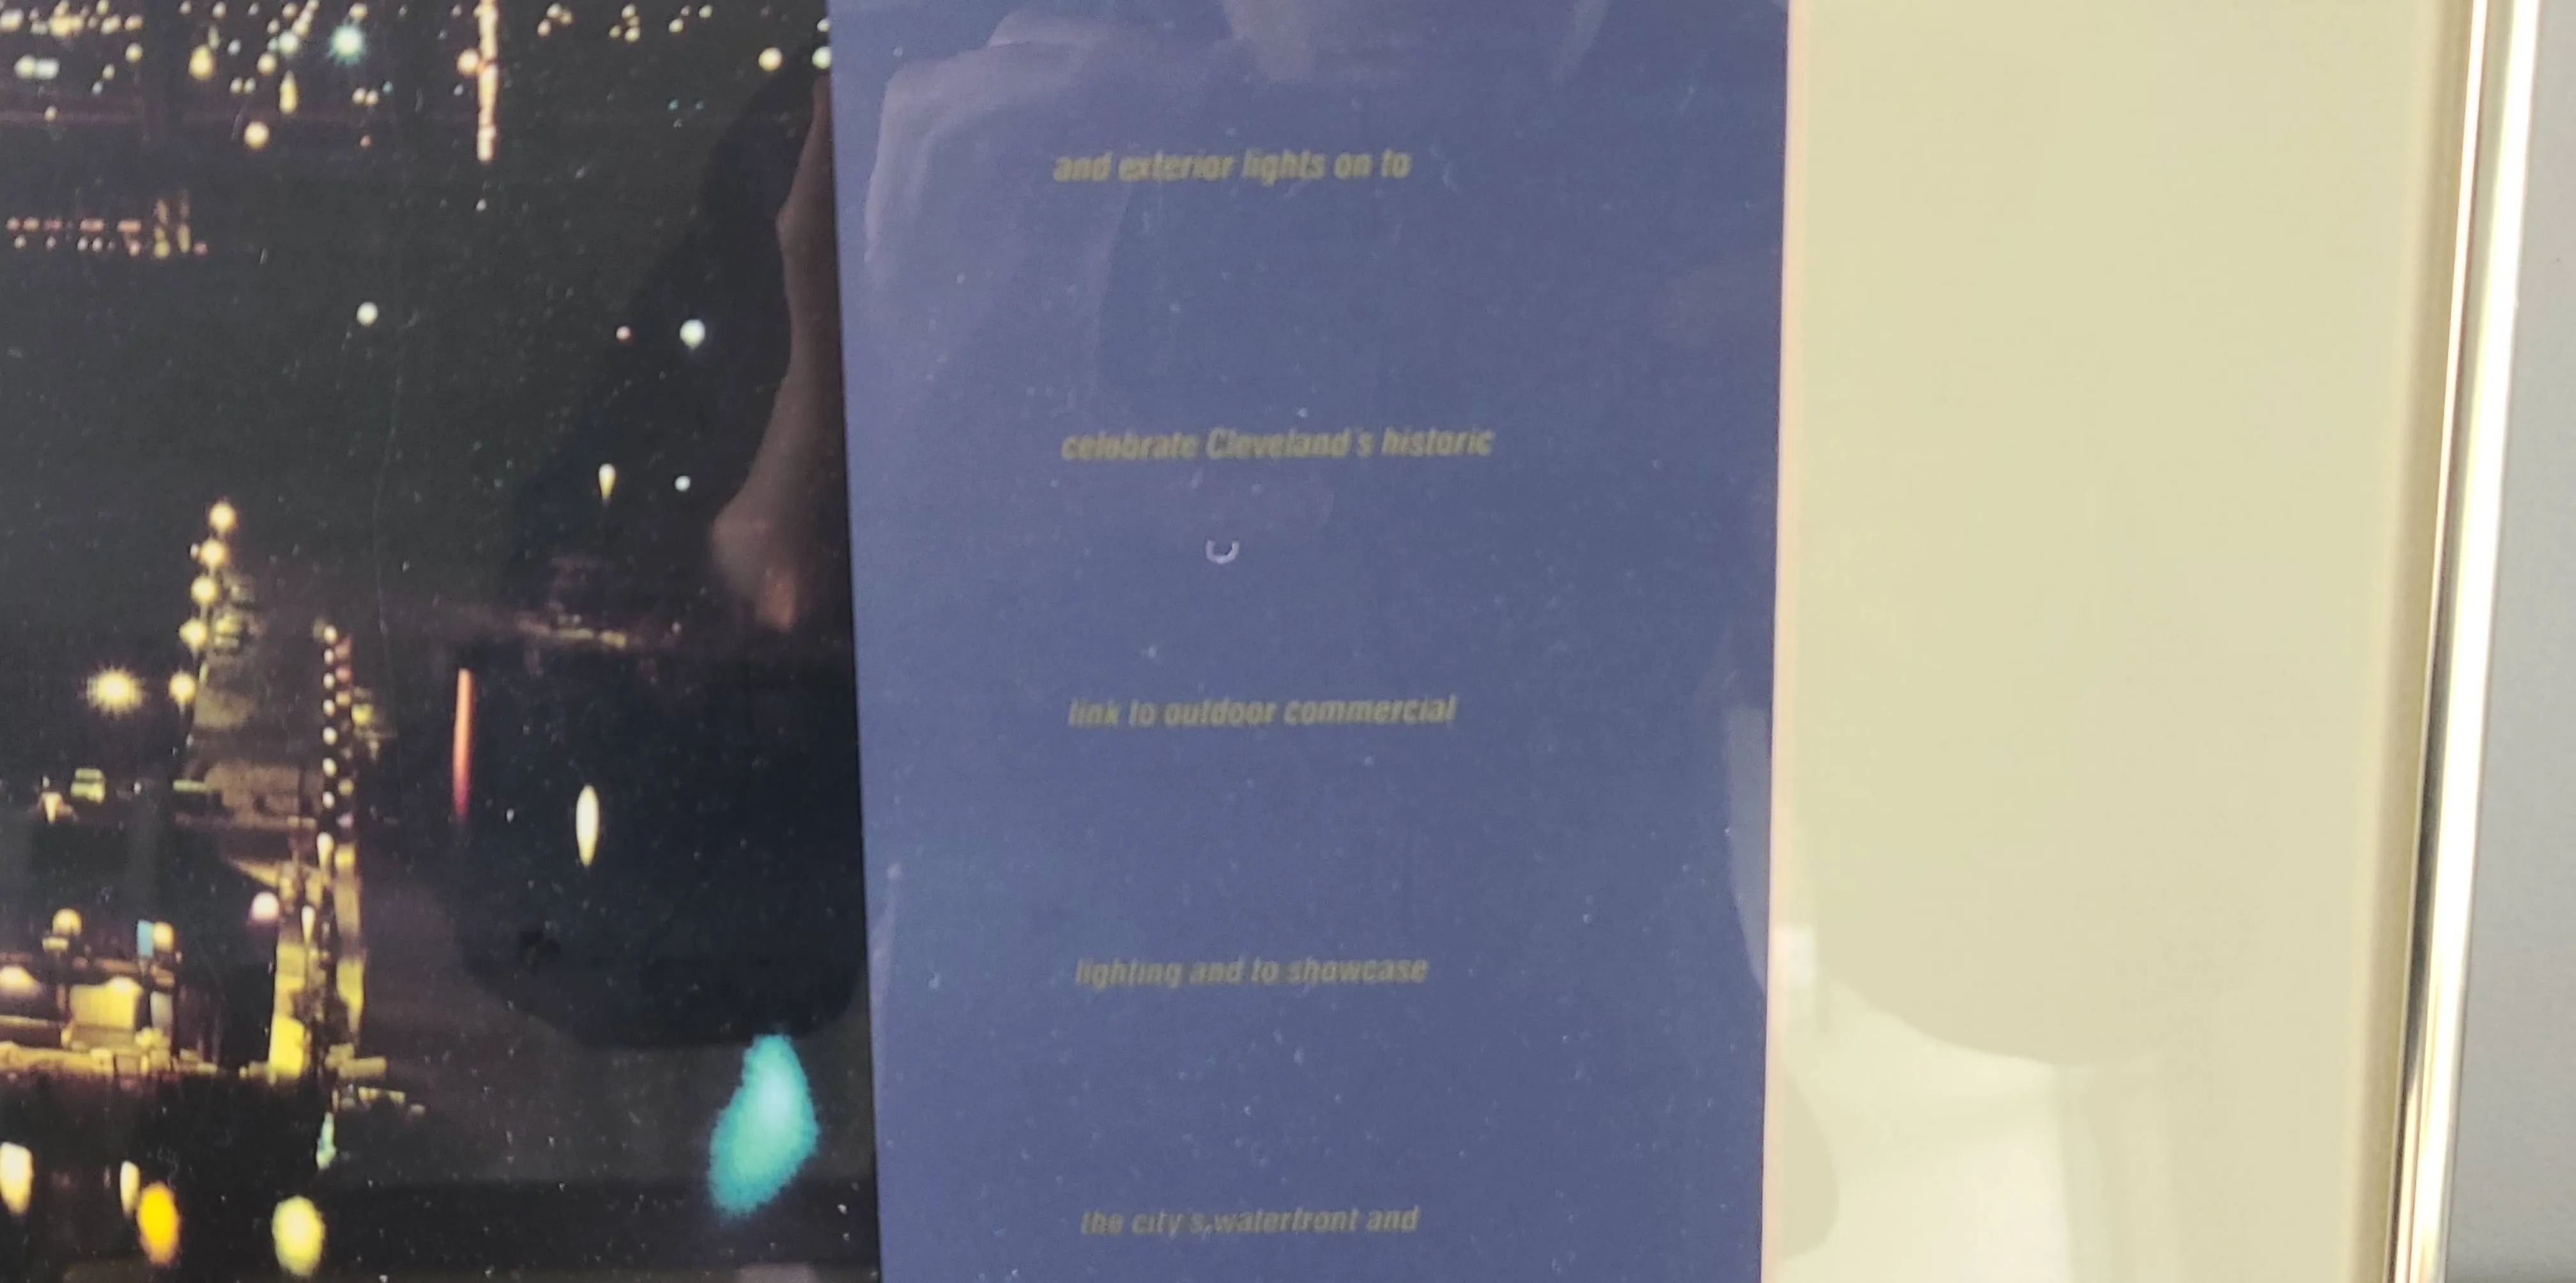 and exterior lights on to
celebrate Cleveland's historic
link to outdoor commercial
lighting and to showcase
the city's waterfront and